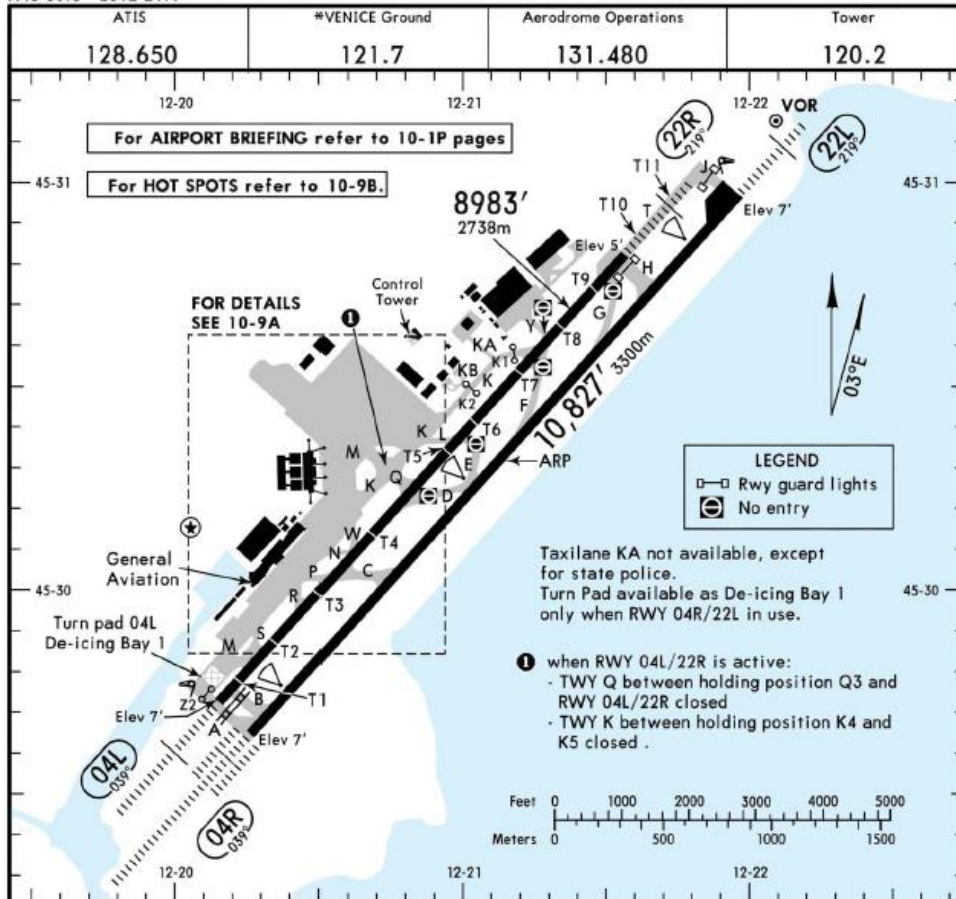 ATIS
*VENICE Ground
Aerodrome Operations
Tower
128.650
121.7
131.480
120.2
12-20
12-21
12-22
VOR
For AIRPORT BRIEFING refer to 10-1P pages
For HOT SPOTS refer to 10-9B.
22R
219°
22L
219°
45-31
45-31
J
T11
T
T10
Elev 7'
8983'
2738m
Elev 5'
H
T9
G
Control
Tower
FOR DETAILS
SEE 10-9A
1
Y
T8
KA
K1
KB
K
K2
T7
F
10,827' 3300m
03°E
K
L
T6
M
T5
E
ARP
K
Q
D
LEGEND
Rwy guard lights
No entry
W
T4
N
General
Aviation
P
C
R
T3
45-30
45-30
Taxilane KA not available, except
for state police.
Turn Pad available as De-icing Bay 1
only when RWY 04R/22L in use.
Turn pad 04L
De-icing Bay 1
S
M
T2
1 when RWY 04L/22R is active:
- TWY Q between holding position Q3 and
RWY 04L/22R closed
- TWY K between holding position K4 and
K5 closed .
Z2
B
T1
Elev 7'
A
Elev 7'
04L
039°
04R
039°
Feet 0 1000 2000 3000 4000 5000
Meters 0 500 1000 1500
12-20
12-21
12-22